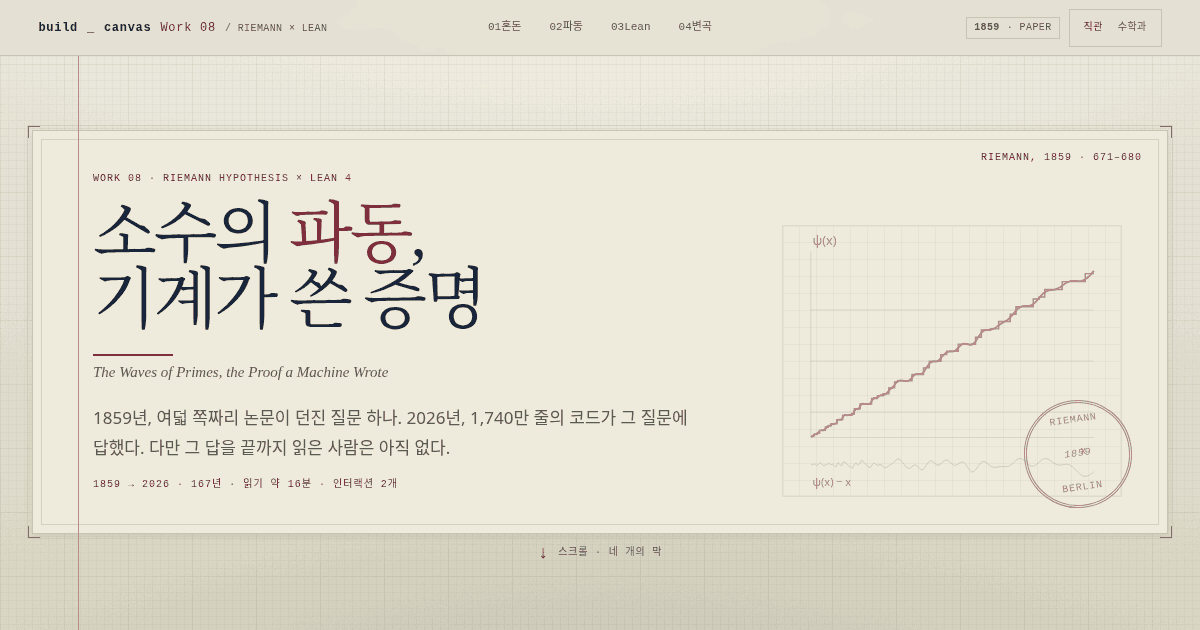 build _ canvas Work 08 / RIEMANN × LEAN
01혼돈 02파동 03Lean 04변곡
1859 · PAPER
직관 수학과
RIEMANN, 1859 · 671–680
WORK 08 · RIEMANN HYPOTHESIS × LEAN 4
소수의 파동,
기계가 쓴 증명
The Waves of Primes, the Proof a Machine Wrote
1859년, 여덟 쪽짜리 논문이 던진 질문 하나. 2026년, 1,740만 줄의 코드가 그 질문에
답했다. 다만 그 답을 끝까지 읽은 사람은 아직 없다.
1859 → 2026 · 167년 · 읽기 약 16분 · 인터랙션 2개
ψ(x)
ψ(x) − x
x
RIEMANN
1859
BERLIN
↓ 스크롤 · 네 개의 막